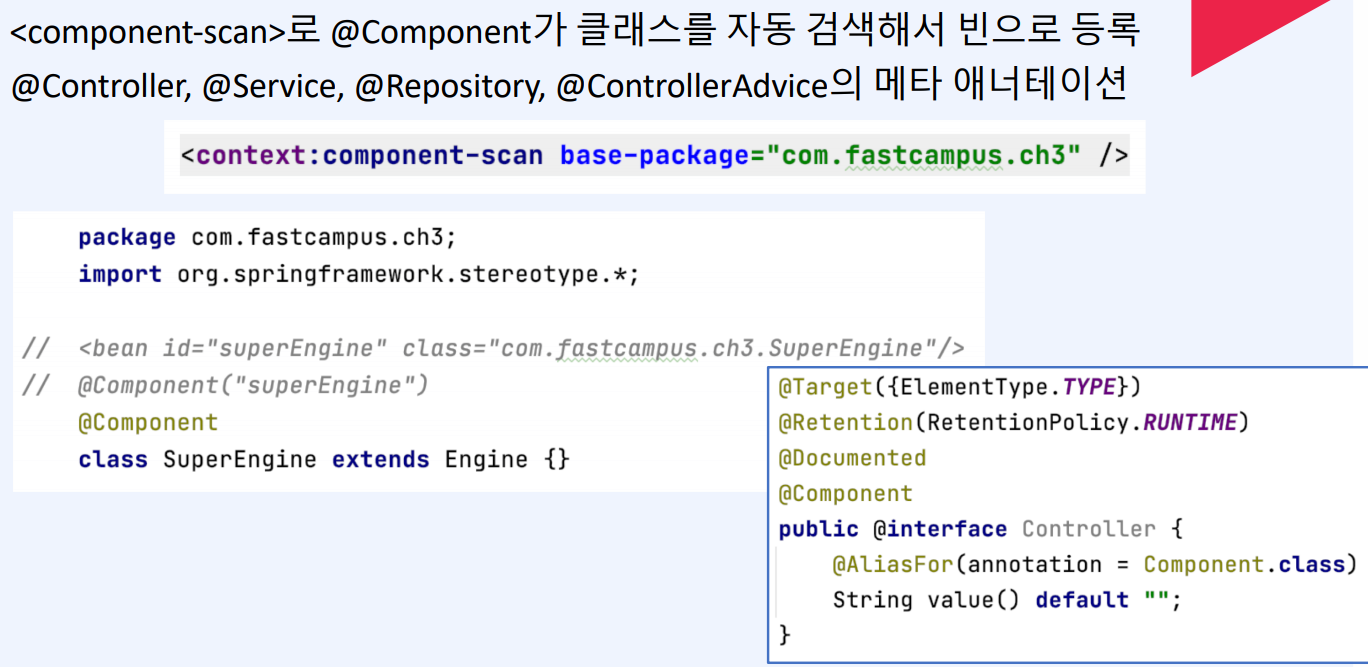 <component-scan>로 @Component가 클래스를 자동 검색해서 빈으로 등록
@Controller, @Service, @Repository, @ControllerAdvice의 메타 애너테이션
<context:component-scan base-package="com.fastcampus.ch3" />
package com.fastcampus.ch3;
import org.springframework.stereotype.*;
// <bean id="superEngine" class="com.fastcampus.ch3.SuperEngine"/>
// @Component("superEngine")
@Component
class SuperEngine extends Engine {}
@Target({ElementType.TYPE})
@Retention(RetentionPolicy.RUNTIME)
@Documented
@Component
public @interface Controller {
@AliasFor(annotation = Component.class)
String value() default "";
}